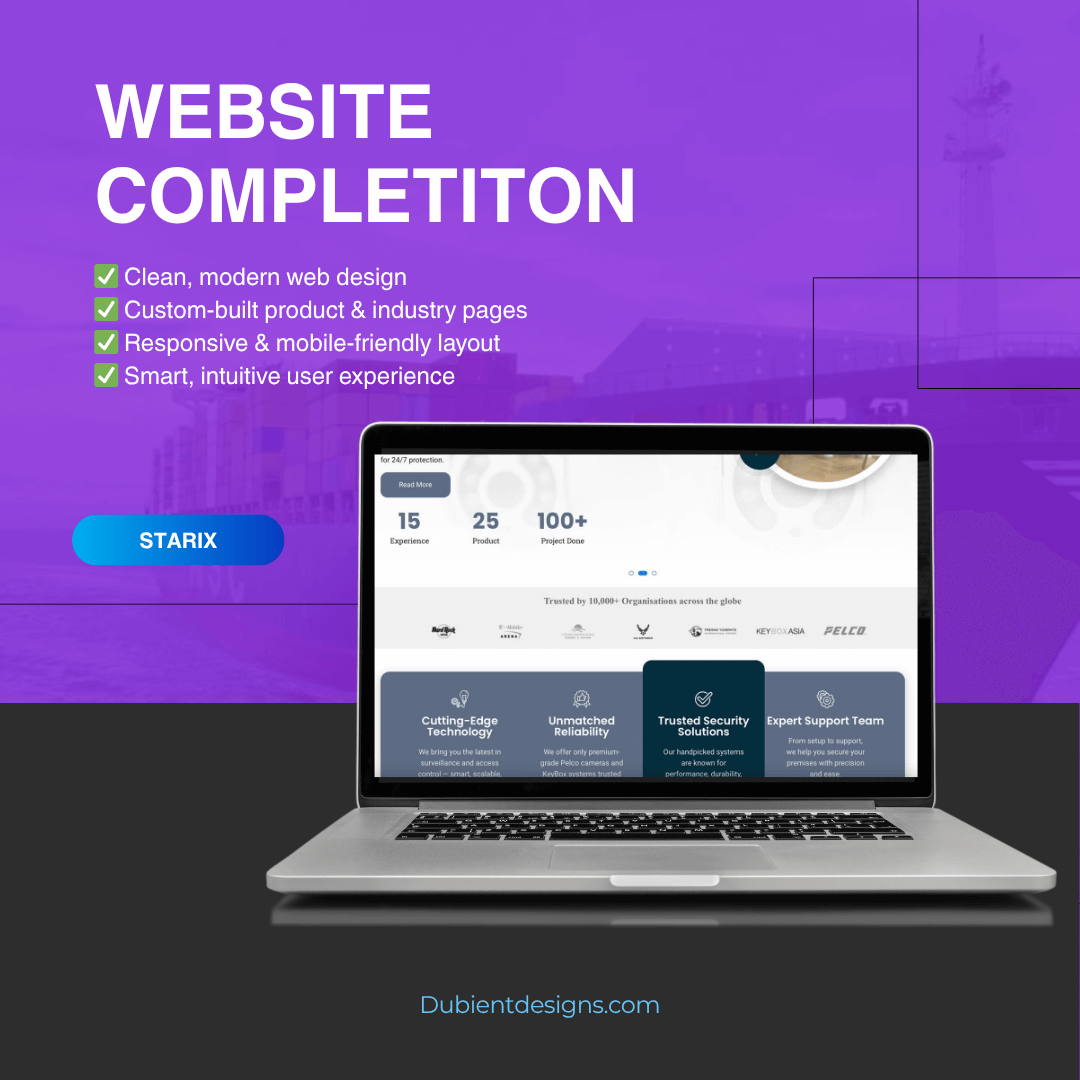 WEBSITE
COMPLETITON
✅ Clean, modern web design
✅ Custom-built product & industry pages
✅ Responsive & mobile-friendly layout
✅ Smart, intuitive user experience
STARIX
for 24/7 protection.
Read More
15 25 100+
Experience Product Project Done
Trusted by 10,000+ Organisations across the globe
Hard Rock T-Mobile ARENA KEYBOXASIA PELCO
Cutting-Edge Unmatched Trusted Security Expert Support Team
Technology Reliability Solutions
We bring you the latest in We offer only premium- Our handpicked systems From setup to support,
surveillance and access grade Pelco cameras and are known for we help you secure your
control — smart, scalable, KeyBox systems trusted performance, durability, premises with precision
and ease
Dubientdesigns.com